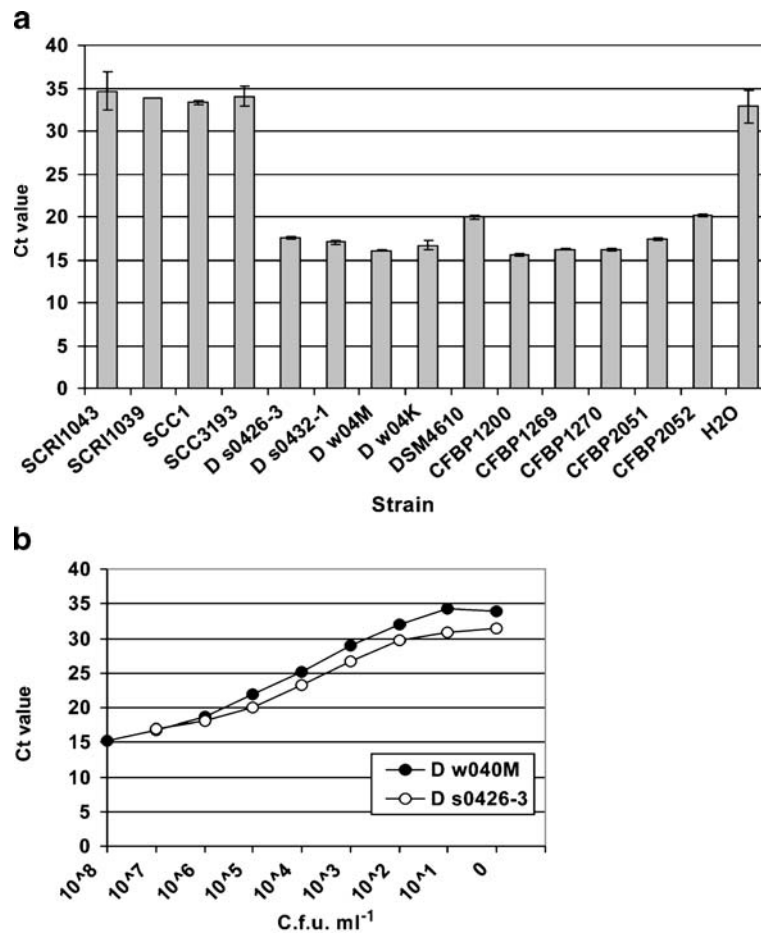 a
40
35
30
25
20
15
10
5
0
Ct value
SCRI1043
SCRI1039
SCC1
SCC3193
D s0426-3
D s0432-1
D w04M
D w04K
DSM4610
CFBP1200
CFBP1269
CFBP1270
CFBP2051
CFBP2052
H2O
Strain
b
40
35
30
25
20
15
10
5
0
Ct value
D w040M
D s0426-3
10^8
10^7
10^6
10^5
10^4
10^3
10^2
10^1
0
C.f.u. ml⁻¹